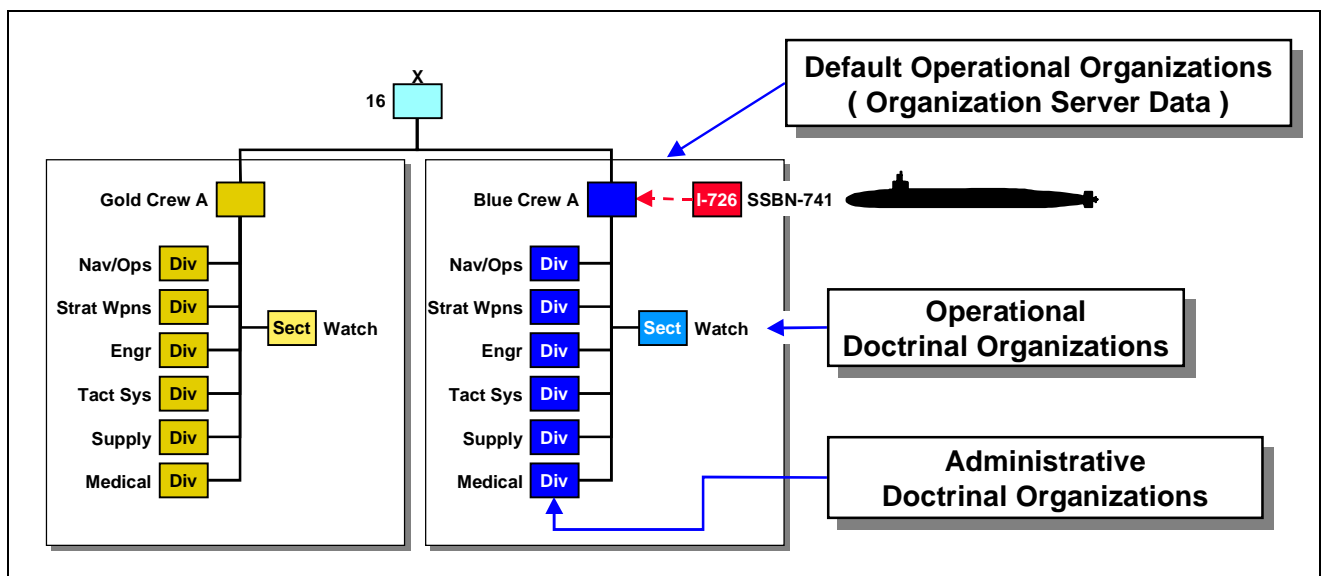 Default Operational Organizations
( Organization Server Data )
X
16
Gold Crew A
Nav/Ops Div
Strat Wpns Div
Engr Div
Tact Sys Div
Supply Div
Medical Div
Sect Watch
Blue Crew A
I-726 SSBN-741
Nav/Ops Div
Strat Wpns Div
Engr Div
Tact Sys Div
Supply Div
Medical Div
Sect Watch
Operational
Doctrinal Organizations
Administrative
Doctrinal Organizations